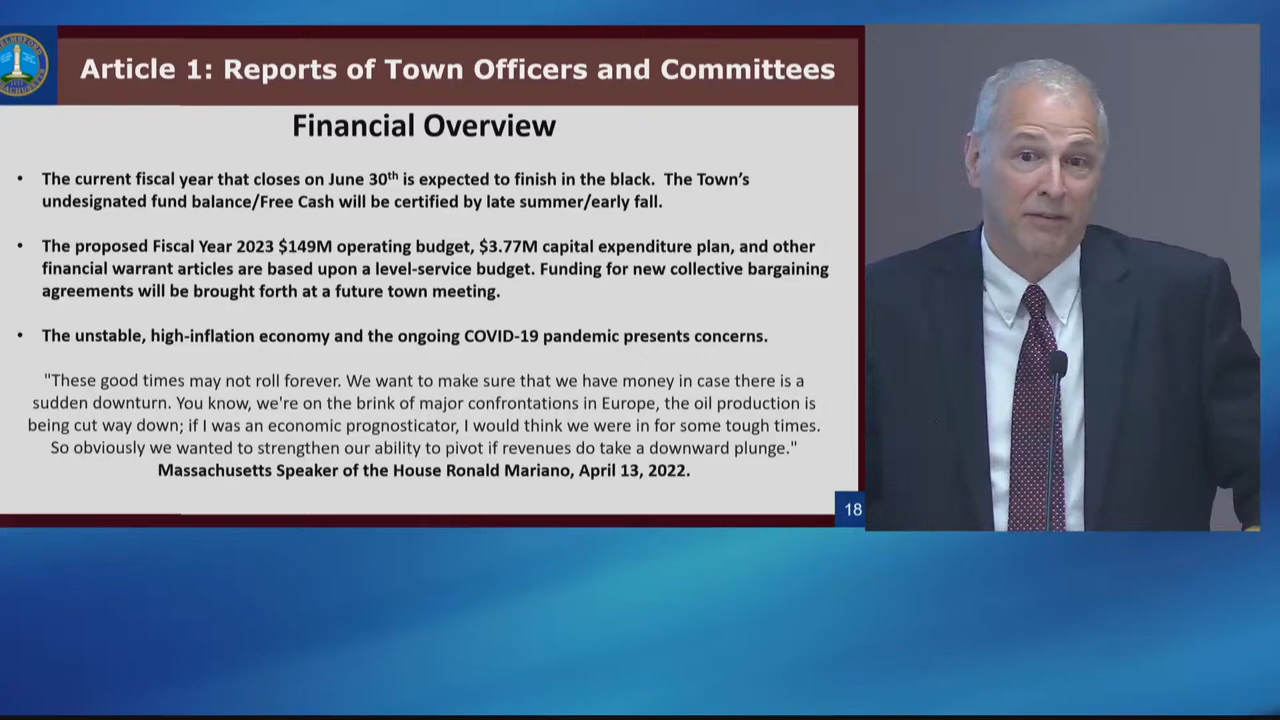 Article 1: Reports of Town Officers and Committees
Financial Overview
• The current fiscal year that closes on June 30th is expected to finish in the black. The Town's
undesignated fund balance/Free Cash will be certified by late summer/early fall.
• The proposed Fiscal Year 2023 $149M operating budget, $3.77M capital expenditure plan, and other
financial warrant articles are based upon a level-service budget. Funding for new collective bargaining
agreements will be brought forth at a future town meeting.
• The unstable, high-inflation economy and the ongoing COVID-19 pandemic presents concerns.
"These good times may not roll forever. We want to make sure that we have money in case there is a
sudden downturn. You know, we're on the brink of major confrontations in Europe, the oil production is
being cut way down; if I was an economic prognosticator, I would think we were in for some tough times.
So obviously we wanted to strengthen our ability to pivot if revenues do take a downward plunge."
Massachusetts Speaker of the House Ronald Mariano, April 13, 2022.
18